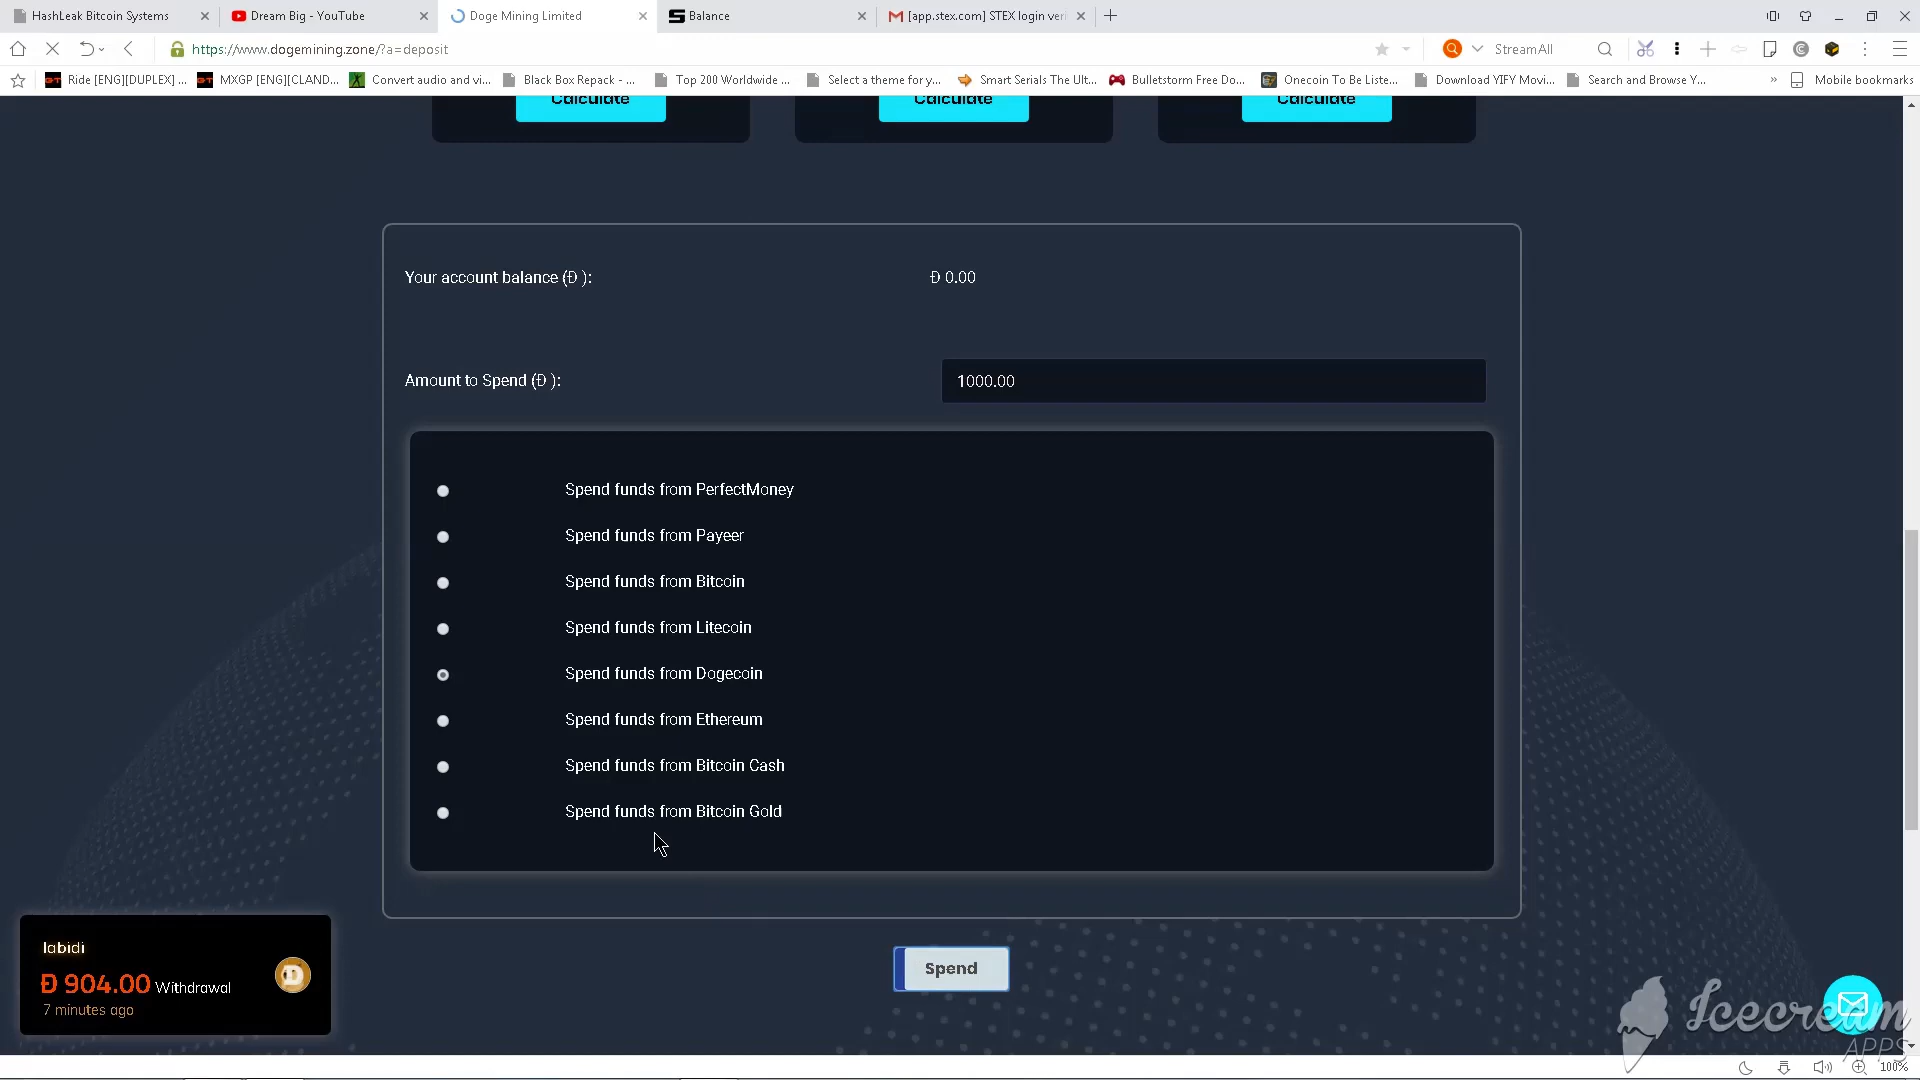 HashLeak Bitcoin Systems
Dream Big - YouTube
Doge Mining Limited
Balance
[app.stex.com] STEX login veri
https://www.dogemining.zone/?a=deposit
StreamAll
Ride [ENG][DUPLEX] ...
MXGP [ENG][CLAND...
Convert audio and vi...
Black Box Repack - ...
Top 200 Worldwide ...
Select a theme for y...
Smart Serials The Ult...
Bulletstorm Free Do...
Onecoin To Be Liste...
Download YIFY Movi...
Search and Browse Y...
Mobile bookmarks
Calculate
Calculate
Calculate
Your account balance (Ð ):
Ð 0.00
Amount to Spend (Ð ):
1000.00
Spend funds from PerfectMoney
Spend funds from Payeer
Spend funds from Bitcoin
Spend funds from Litecoin
Spend funds from Dogecoin
Spend funds from Ethereum
Spend funds from Bitcoin Cash
Spend funds from Bitcoin Gold
Spend
labidi
Ð 904.00 Withdrawal
7 minutes ago
Icecream
APPS
100%